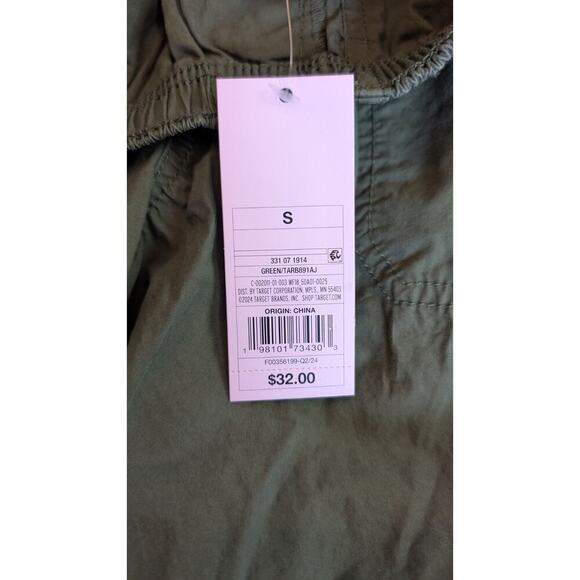 S
331 07 1914
GREEN/TARB891AJ
C-002011-01-003 MF18 50A01-0025
DIST. BY TARGET CORPORATION, MPLS, MN 55403
©2024 TARGET BRANDS, INC. SHOP TARGET.COM
ORIGIN: CHINA
1 98101 73430 3
F00356199-Q2/24
$32.00